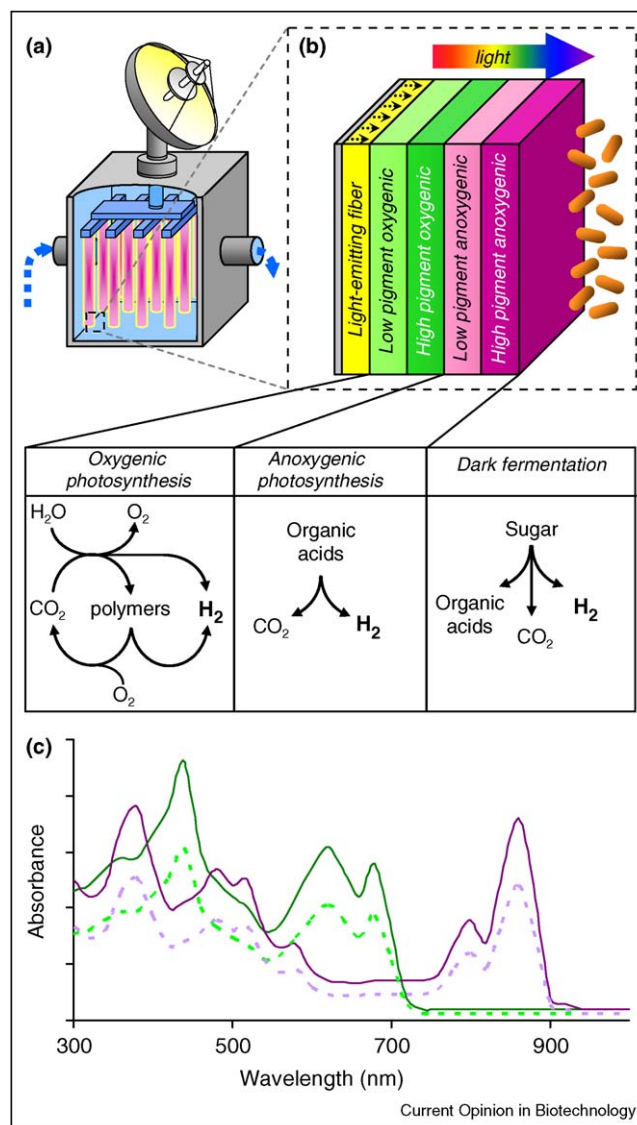 (a)
(b)
light
Light-emitting fiber
Low pigment oxygenic
High pigment oxygenic
Low pigment anoxygenic
High pigment anoxygenic
Oxygenic
photosynthesis
H₂O
O₂
CO₂
polymers
H₂
O₂
Anoxygenic
photosynthesis
Organic
acids
CO₂
H₂
Dark fermentation
Sugar
Organic
acids
CO₂
H₂
(c)
Absorbance
300
500
700
900
Wavelength (nm)
Current Opinion in Biotechnology